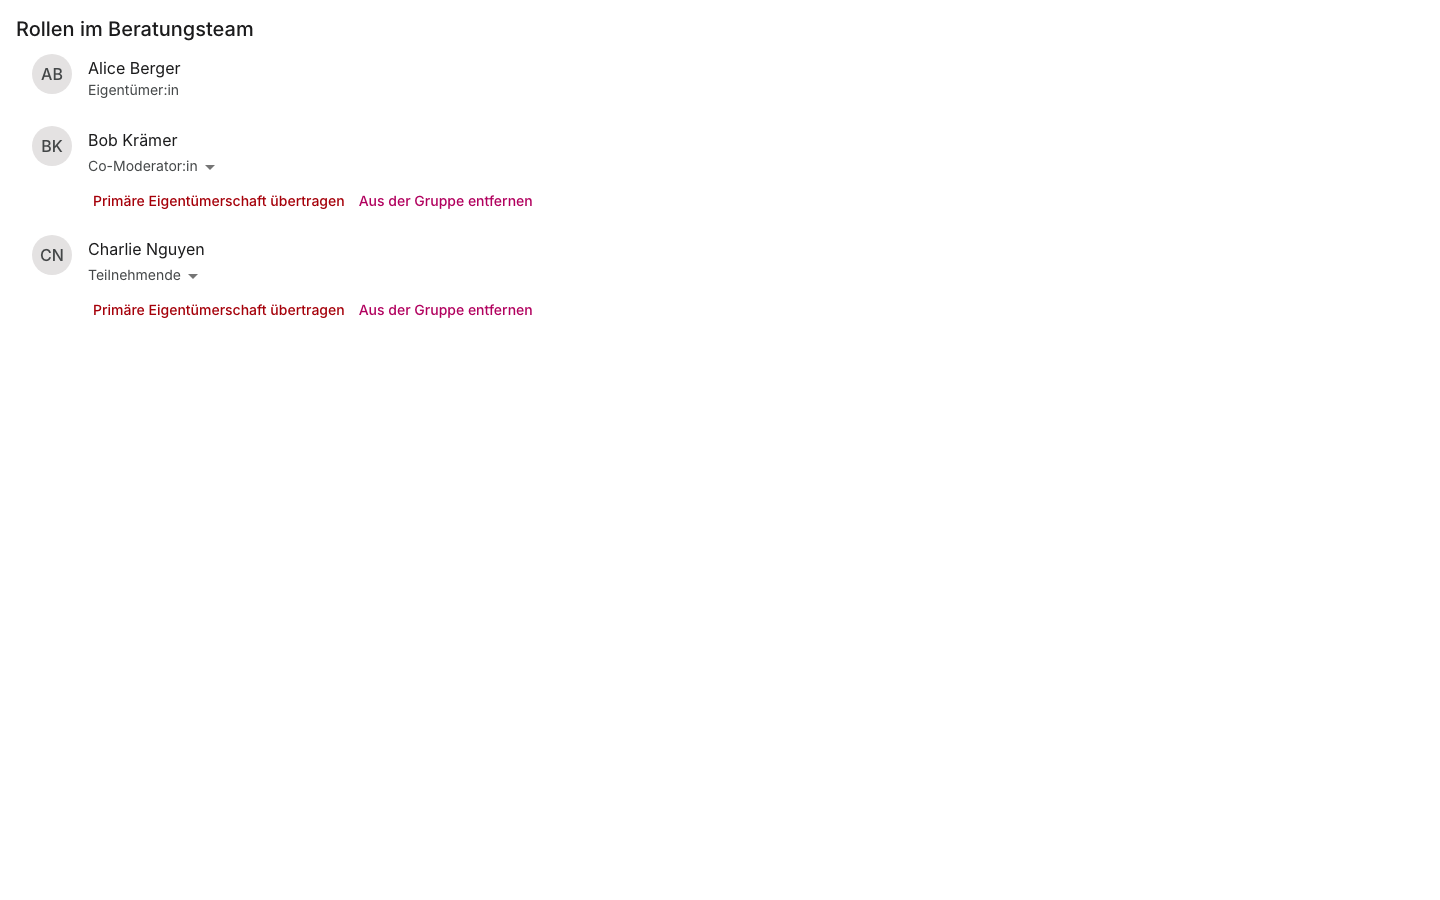 Rollen im Beratungsteam
AB
Alice Berger
Eigentümer:in
BK
Bob Krämer
Co-Moderator:in
Primäre Eigentümerschaft übertragen Aus der Gruppe entfernen
CN
Charlie Nguyen
Teilnehmende
Primäre Eigentümerschaft übertragen Aus der Gruppe entfernen